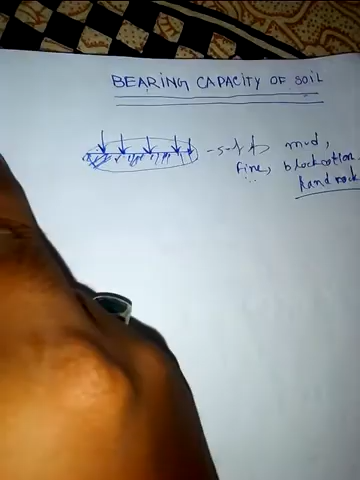 BEARING CAPACITY OF SOIL
mud,
fine, black cotton
hard rock